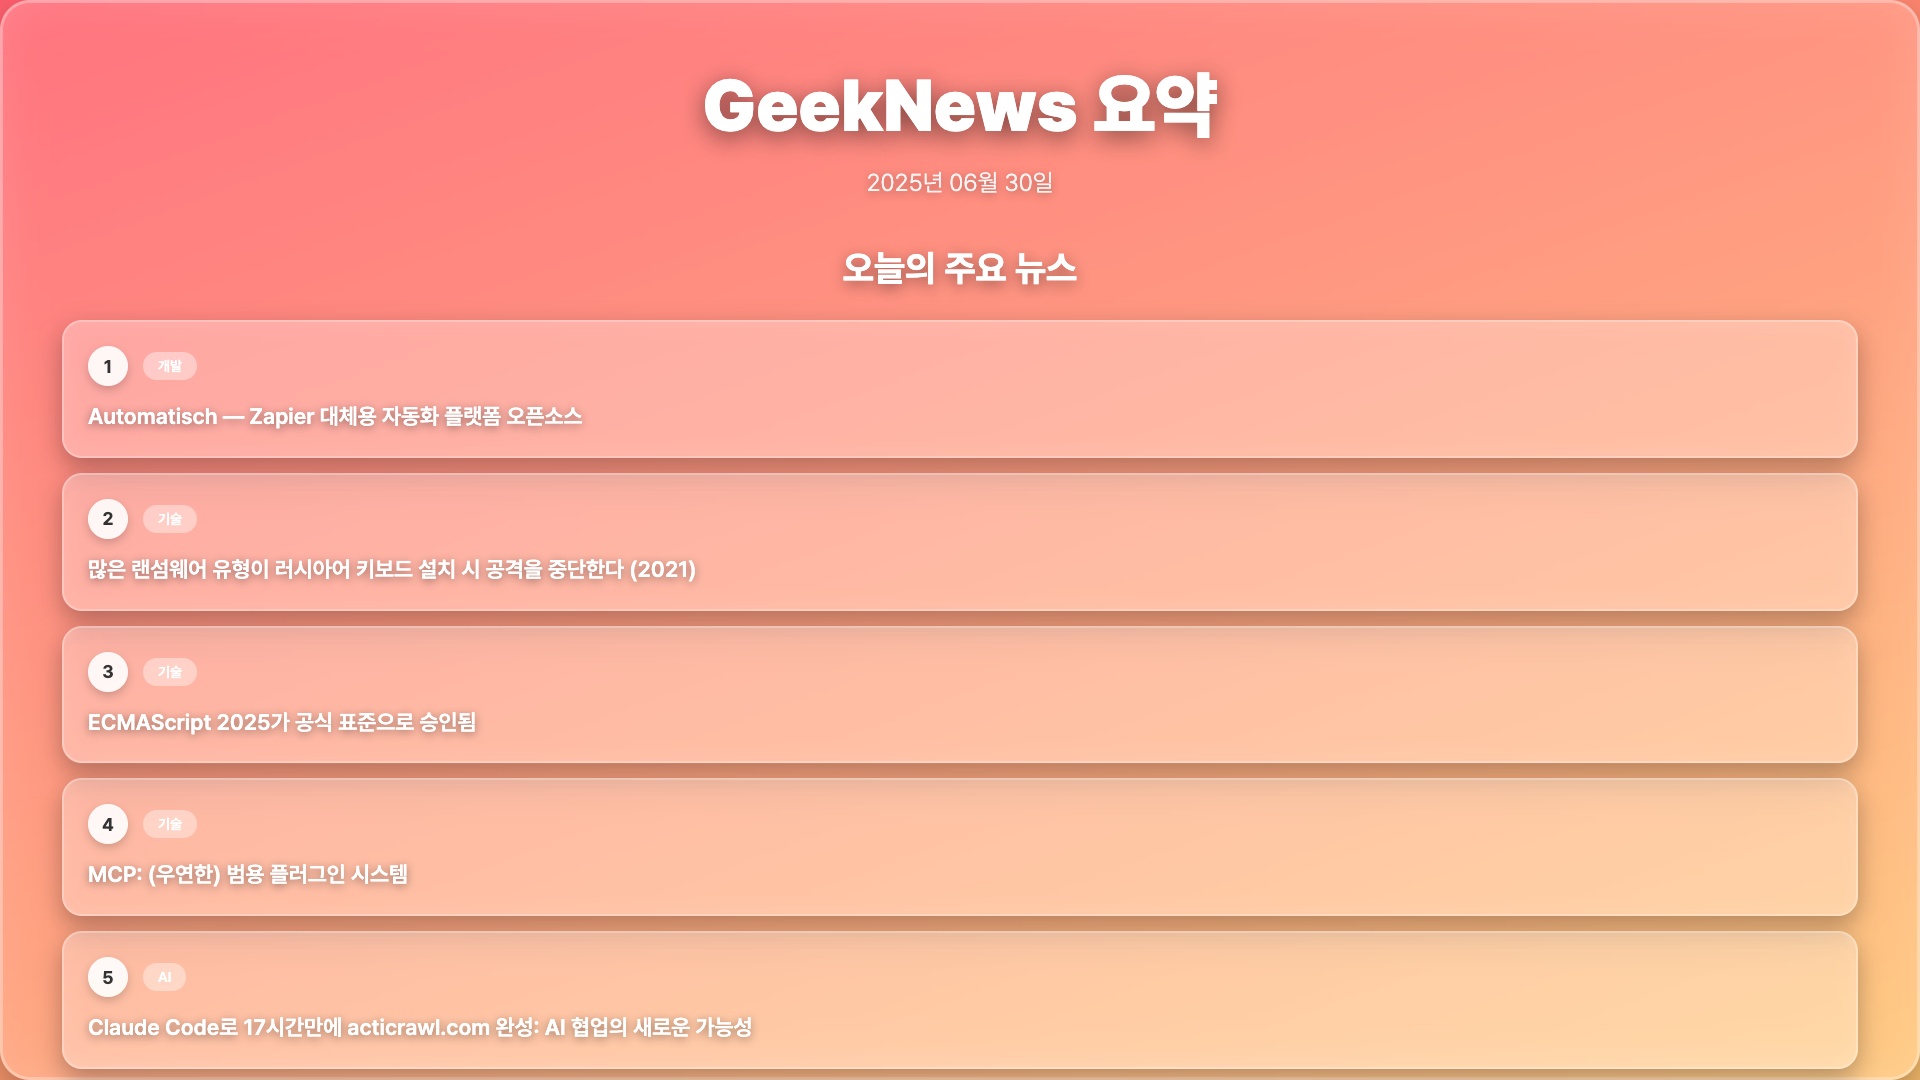 GeekNews 요약
2025년 06월 30일
오늘의 주요 뉴스
1 개발
Automatisch — Zapier 대체용 자동화 플랫폼 오픈소스
2 기술
많은 랜섬웨어 유형이 러시아어 키보드 설치 시 공격을 중단한다 (2021)
3 기술
ECMAScript 2025가 공식 표준으로 승인됨
4 기술
MCP: (우연한) 범용 플러그인 시스템
5 AI
Claude Code로 17시간만에 acticrawl.com 완성: AI 협업의 새로운 가능성